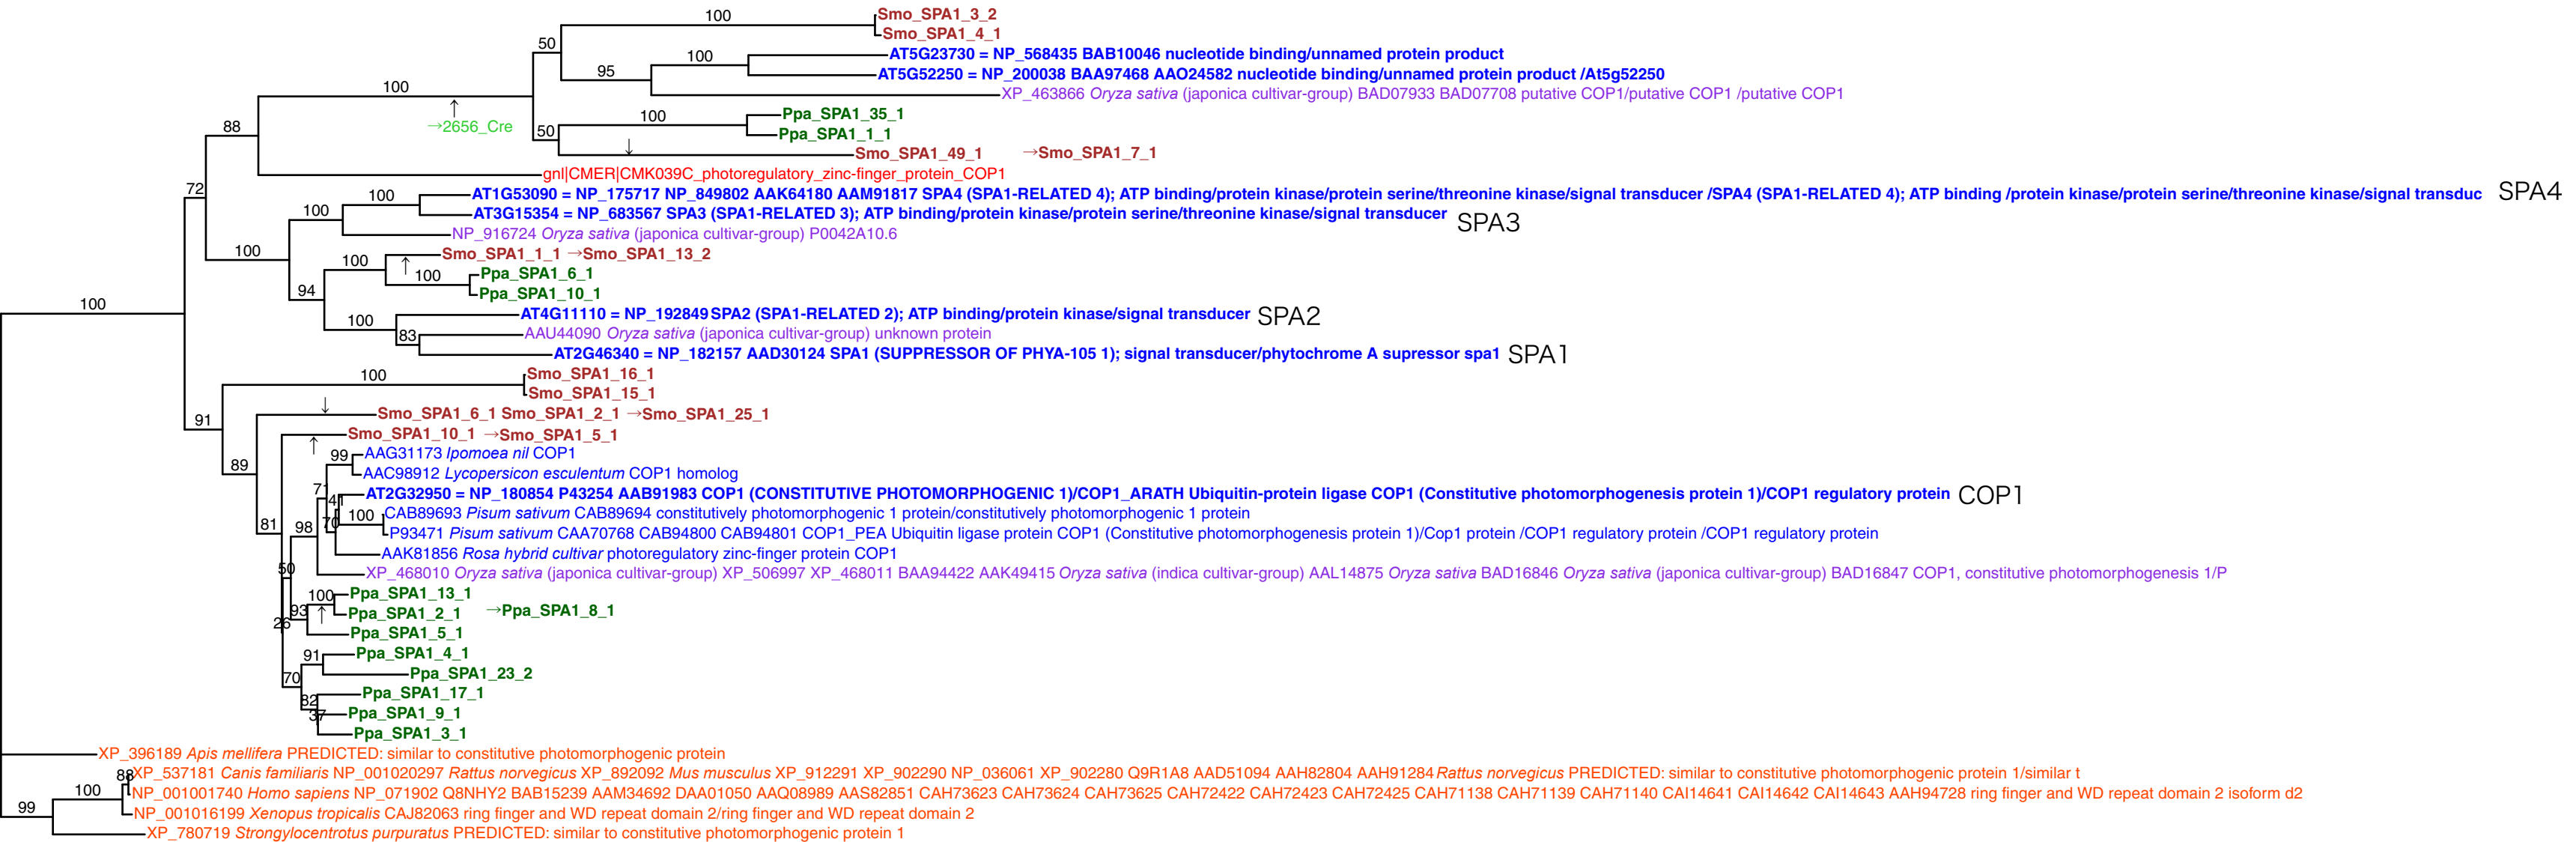 100
Smo_SPA1_3_2
Smo_SPA1_4_1
50
AT5G23730 = NP_568435 BAB10046 nucleotide binding/unnamed protein product
100
95
AT5G52250 = NP_200038 BAA97468 AAO24582 nucleotide binding/unnamed protein product /At5g52250
100
XP_463866 Oryza sativa (japonica cultivar-group) BAD07933 BAD07708 putative COP1/putative COP1 /putative COP1
↑
→2656_Cre
100
Ppa_SPA1_35_1
88
50
Ppa_SPA1_1_1
↓
Smo_SPA1_49_1 →Smo_SPA1_7_1
gnl|CMER|CMK039C_photoregulatory_zinc-finger_protein_COP1
72
100
AT1G53090 = NP_175717 NP_849802 AAK64180 AAM91817 SPA4 (SPA1-RELATED 4); ATP binding/protein kinase/protein serine/threonine kinase/signal transducer /SPA4 (SPA1-RELATED 4); ATP binding /protein kinase/protein serine/threonine kinase/signal transduc SPA4
100
AT3G15354 = NP_683567 SPA3 (SPA1-RELATED 3); ATP binding/protein kinase/protein serine/threonine kinase/signal transducer SPA3
NP_916724 Oryza sativa (japonica cultivar-group) P0042A10.6
100
Smo_SPA1_1_1 →Smo_SPA1_13_2
100
↑
100
Ppa_SPA1_6_1
94
Ppa_SPA1_10_1
100
100
AT4G11110 = NP_192849 SPA2 (SPA1-RELATED 2); ATP binding/protein kinase/signal transducer SPA2
83
AAU44090 Oryza sativa (japonica cultivar-group) unknown protein
AT2G46340 = NP_182157 AAD30124 SPA1 (SUPPRESSOR OF PHYA-105 1); signal transducer/phytochrome A supressor spa1 SPA1
100
Smo_SPA1_16_1
Smo_SPA1_15_1
↓
91
Smo_SPA1_6_1 Smo_SPA1_2_1 →Smo_SPA1_25_1
Smo_SPA1_10_1 →Smo_SPA1_5_1
↑
89
99
AAG31173 Ipomoea nil COP1
AAC98912 Lycopersicon esculentum COP1 homolog
71
41
AT2G32950 = NP_180854 P43254 AAB91983 COP1 (CONSTITUTIVE PHOTOMORPHOGENIC 1)/COP1_ARATH Ubiquitin-protein ligase COP1 (Constitutive photomorphogenesis protein 1)/COP1 regulatory protein COP1
81
98
70
100
CAB89693 Pisum sativum CAB89694 constitutively photomorphogenic 1 protein/constitutively photomorphogenic 1 protein
P93471 Pisum sativum CAA70768 CAB94800 CAB94801 COP1_PEA Ubiquitin ligase protein COP1 (Constitutive photomorphogenesis protein 1)/Cop1 protein /COP1 regulatory protein /COP1 regulatory protein
AAK81856 Rosa hybrid cultivar photoregulatory zinc-finger protein COP1
50
XP_468010 Oryza sativa (japonica cultivar-group) XP_506997 XP_468011 BAA94422 AAK49415 Oryza sativa (indica cultivar-group) AAL14875 Oryza sativa BAD16846 Oryza sativa (japonica cultivar-group) BAD16847 COP1, constitutive photomorphogenesis 1/P
100
Ppa_SPA1_13_1
93
↑
Ppa_SPA1_2_1 →Ppa_SPA1_8_1
26
Ppa_SPA1_5_1
91
Ppa_SPA1_4_1
70
Ppa_SPA1_23_2
82
Ppa_SPA1_17_1
37
Ppa_SPA1_9_1
Ppa_SPA1_3_1
XP_396189 Apis mellifera PREDICTED: similar to constitutive photomorphogenic protein
88
XP_537181 Canis familiaris NP_001020297 Rattus norvegicus XP_892092 Mus musculus XP_912291 XP_902290 NP_036061 XP_902280 Q9R1A8 AAD51094 AAH82804 AAH91284 Rattus norvegicus PREDICTED: similar to constitutive photomorphogenic protein 1/similar t
100
NP_001001740 Homo sapiens NP_071902 Q8NHY2 BAB15239 AAM34692 DAA01050 AAQ08989 AAS82851 CAH73623 CAH73624 CAH73625 CAH72422 CAH72423 CAH72425 CAH71138 CAH71139 CAH71140 CAI14641 CAI14642 CAI14643 AAH94728 ring finger and WD repeat domain 2 isoform d2
99
NP_001016199 Xenopus tropicalis CAJ82063 ring finger and WD repeat domain 2/ring finger and WD repeat domain 2
XP_780719 Strongylocentrotus purpuratus PREDICTED: similar to constitutive photomorphogenic protein 1